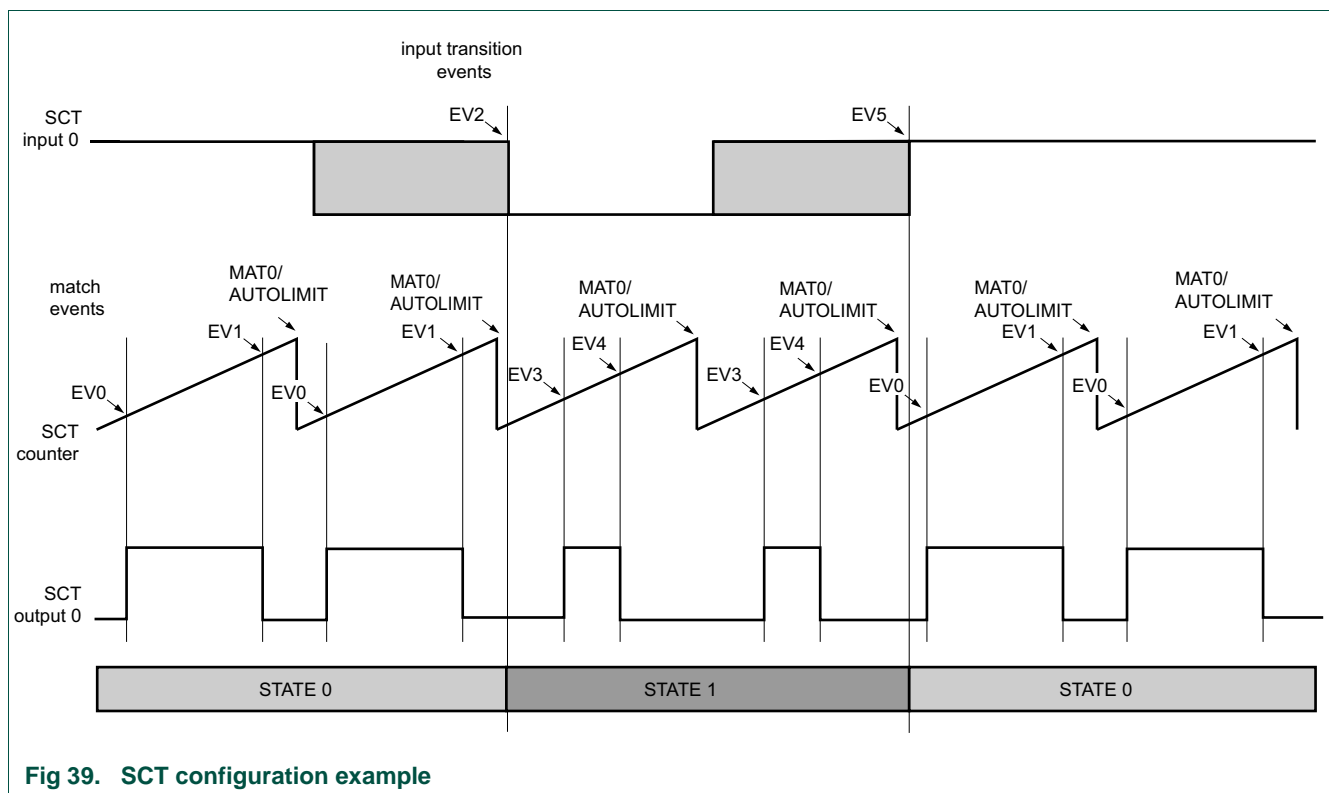 input transition
events
SCT
input 0
EV2
EV5
match
events
MAT0/
AUTOLIMIT
MAT0/
AUTOLIMIT
MAT0/
AUTOLIMIT
MAT0/
AUTOLIMIT
MAT0/
AUTOLIMIT
MAT0/
AUTOLIMIT
EV1
EV1
EV4
EV4
EV1
EV1
EV0
EV0
EV3
EV3
EV0
EV0
SCT
counter
SCT
output 0
STATE 0
STATE 1
STATE 0
Fig 39. SCT configuration example